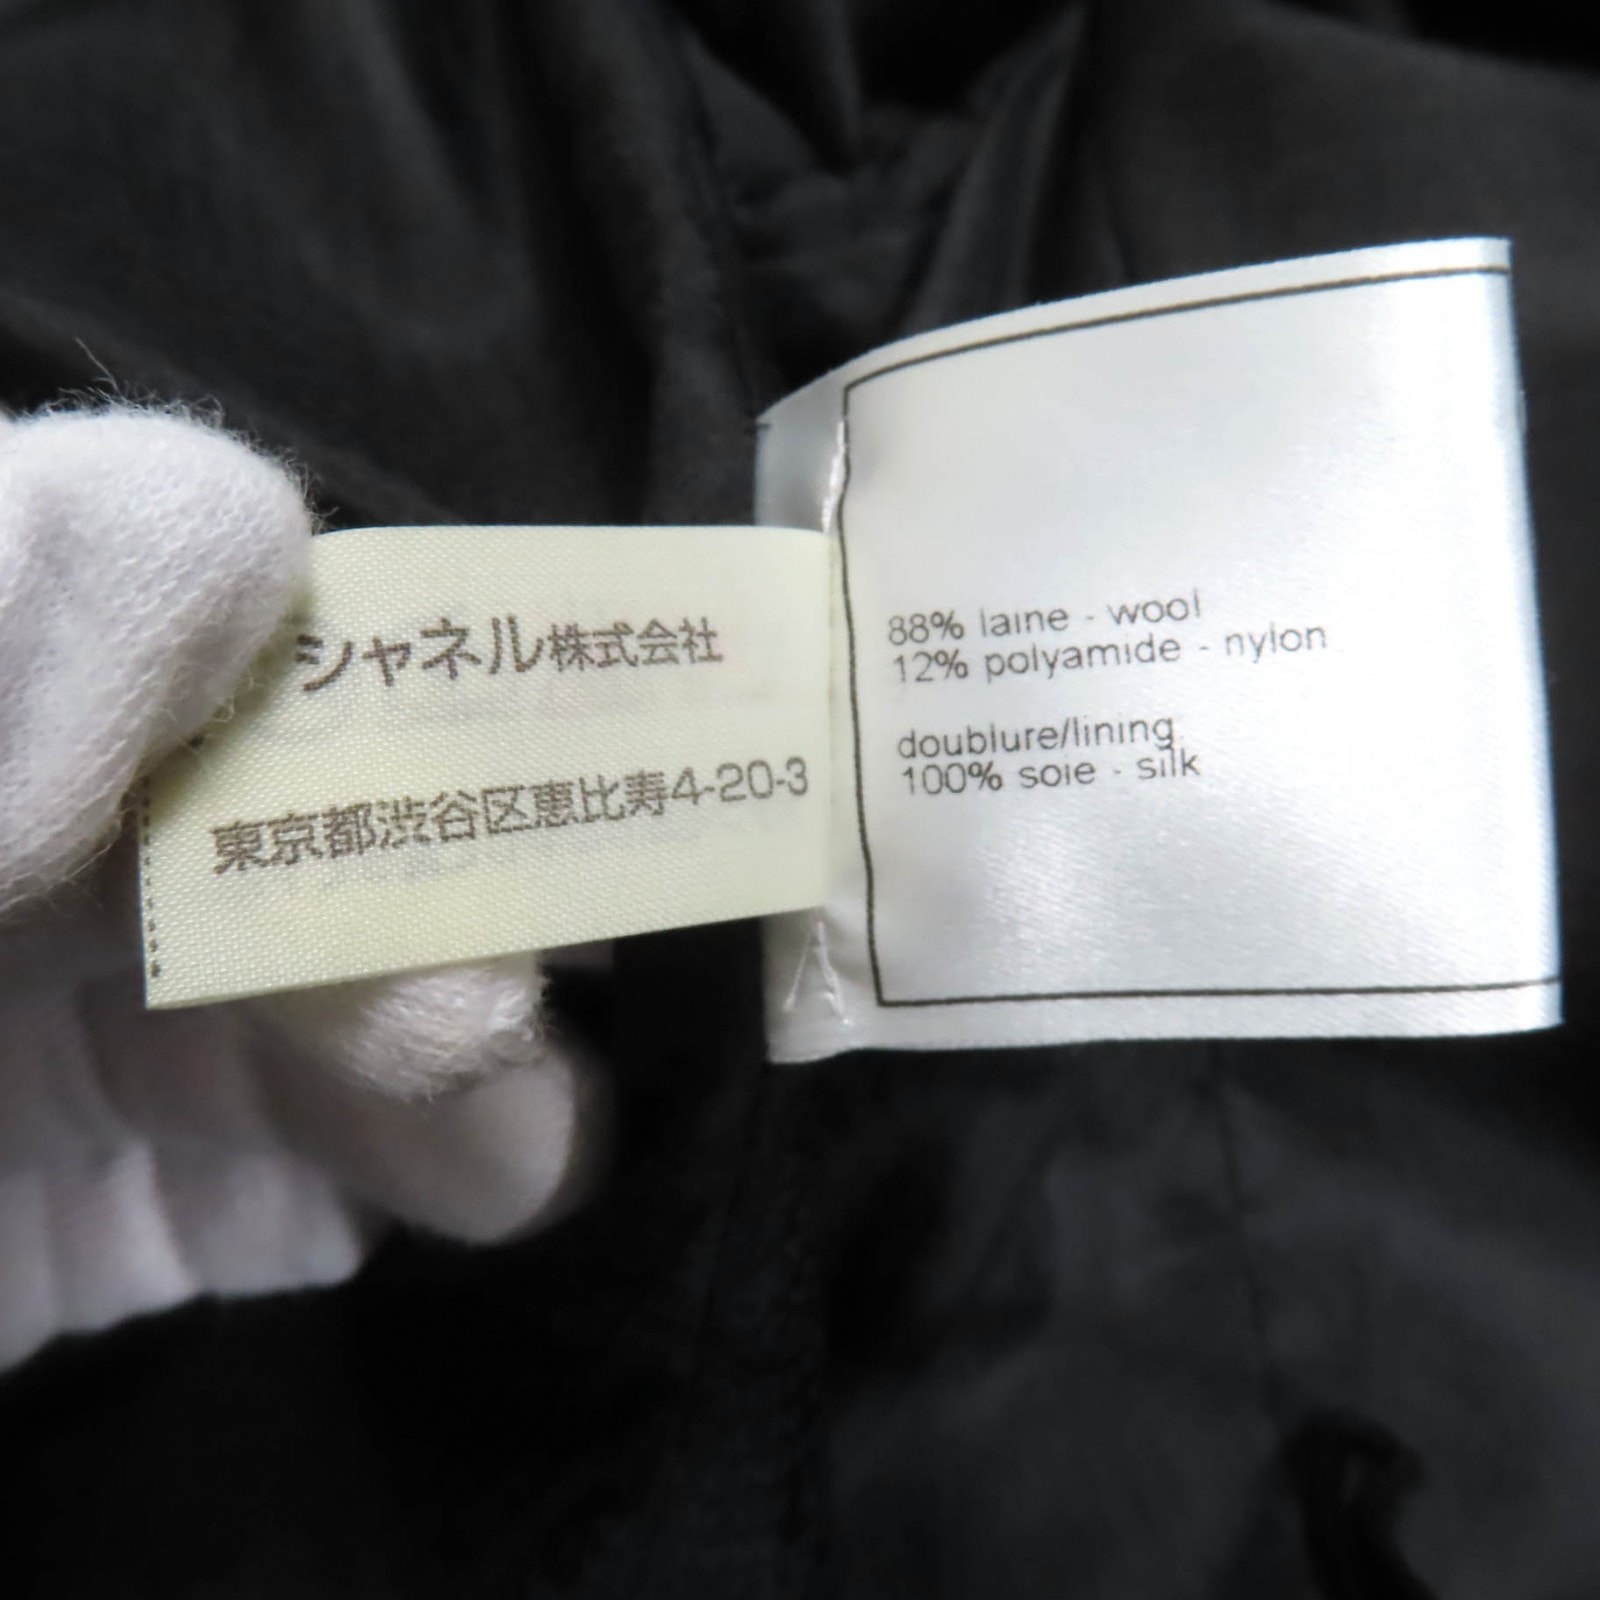 シャネル株式会社
東京都渋谷区恵比寿4-20-3
88% laine - wool
12% polyamide - nylon
doublure/lining
100% soie - silk